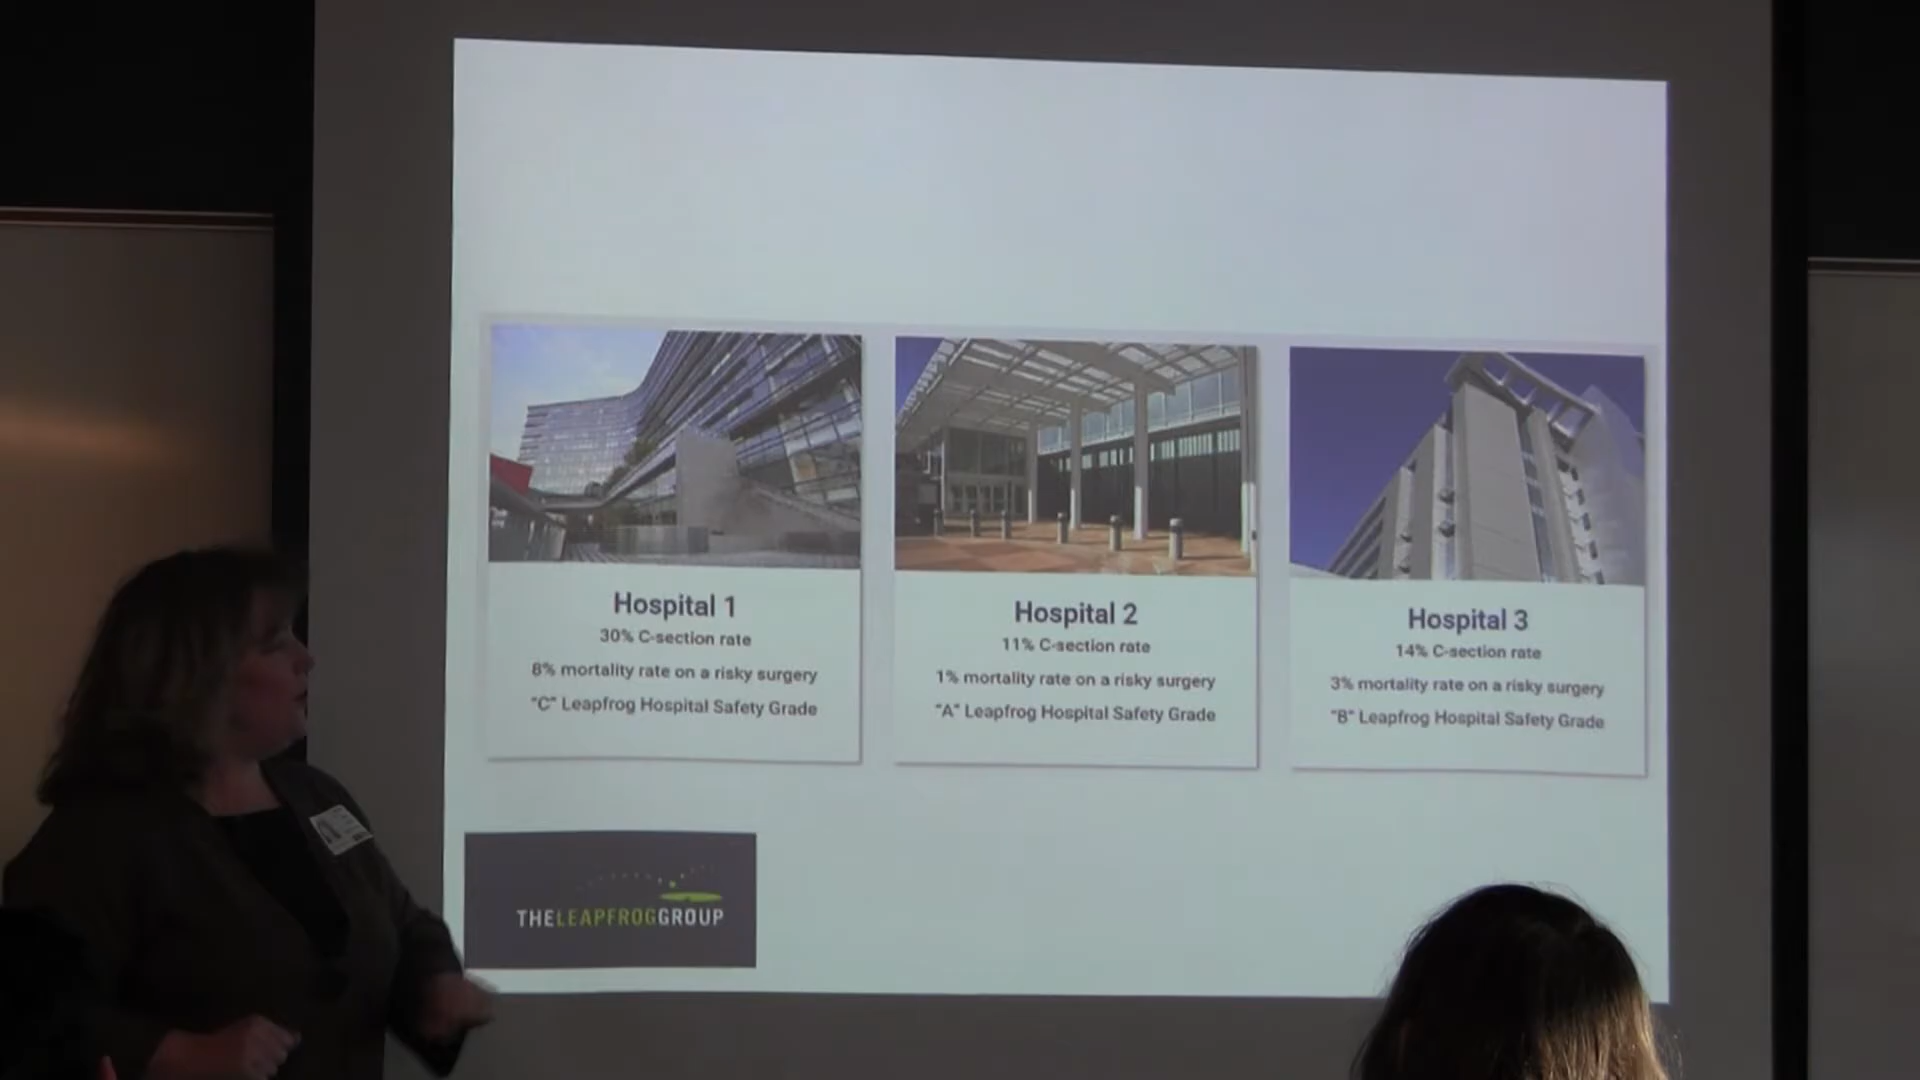 Hospital 1
30% C-section rate
8% mortality rate on a risky surgery
"C" Leapfrog Hospital Safety Grade
Hospital 2
11% C-section rate
1% mortality rate on a risky surgery
"A" Leapfrog Hospital Safety Grade
Hospital 3
14% C-section rate
3% mortality rate on a risky surgery
"B" Leapfrog Hospital Safety Grade
THELEAPFROGGROUP